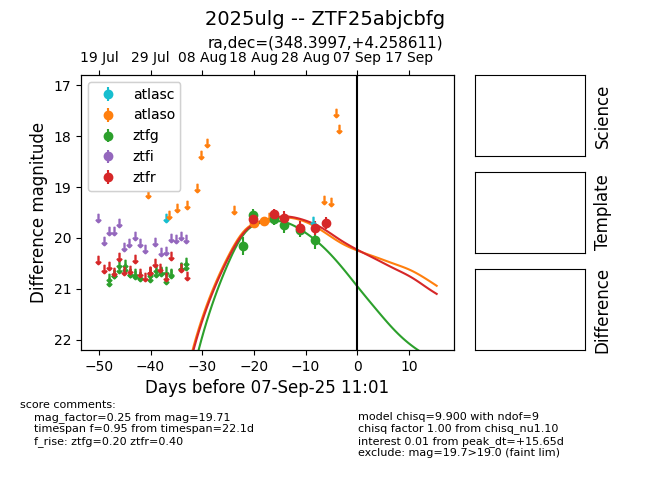 2025ulg -- ZTF25abjcbfg
ra,dec=(348.3997,+4.258611)
19 Jul 29 Jul 08 Aug 18 Aug 28 Aug 07 Sep 17 Sep
atlasc
atlaso
ztfg
ztfi
ztfr
17
18
19
20
21
22
Difference magnitude
−50 −40 −30 −20 −10 0 10
Days before 07-Sep-25 11:01
Science
Template
Difference
score comments:
mag_factor=0.25 from mag=19.71
timespan f=0.95 from timespan=22.1d
f_rise: ztfg=0.20 ztfr=0.40
model chisq=9.900 with ndof=9
chisq factor 1.00 from chisq_nu1.10
interest 0.01 from peak_dt=+15.65d
exclude: mag=19.7>19.0 (faint lim)